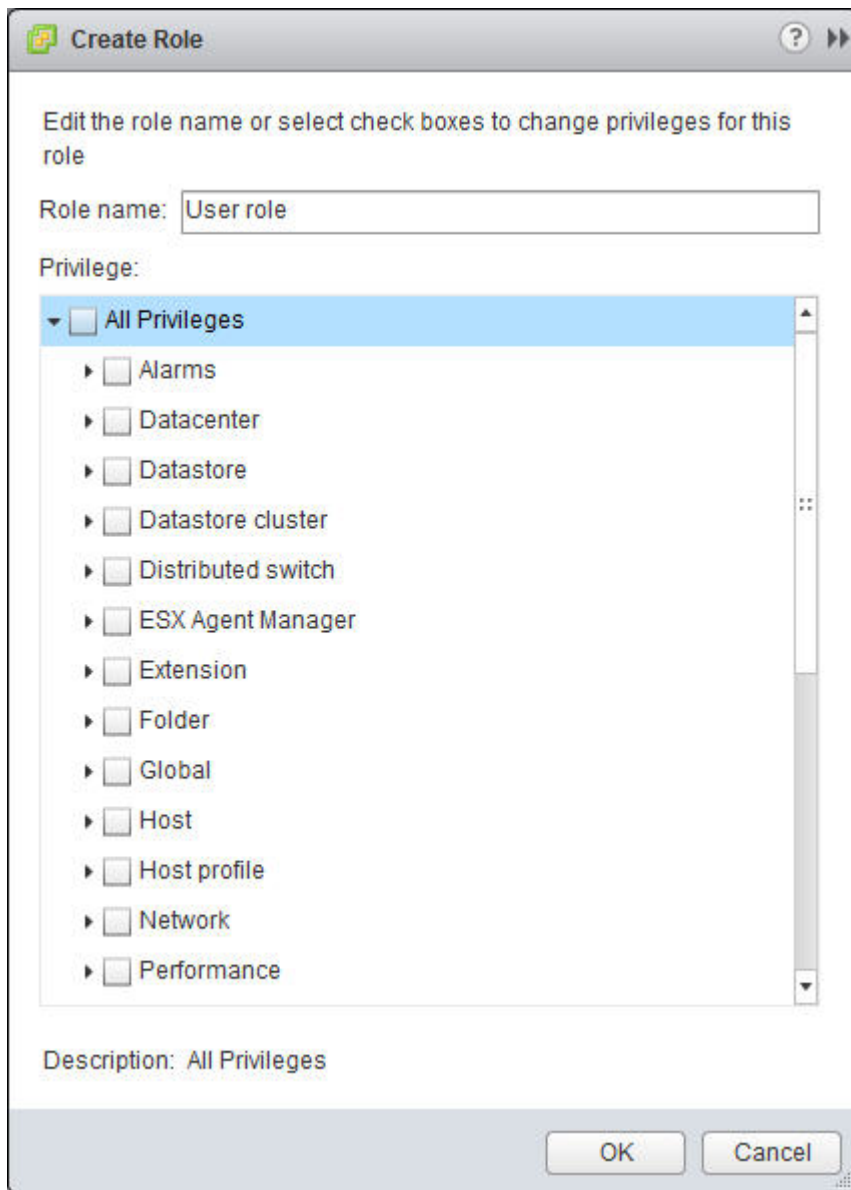 Create Role
?
Edit the role name or select check boxes to change privileges for this
role
Role name: User role
Privilege:
All Privileges
Alarms
Datacenter
Datastore
Datastore cluster
Distributed switch
ESX Agent Manager
Extension
Folder
Global
Host
Host profile
Network
Performance
Description: All Privileges
OK Cancel